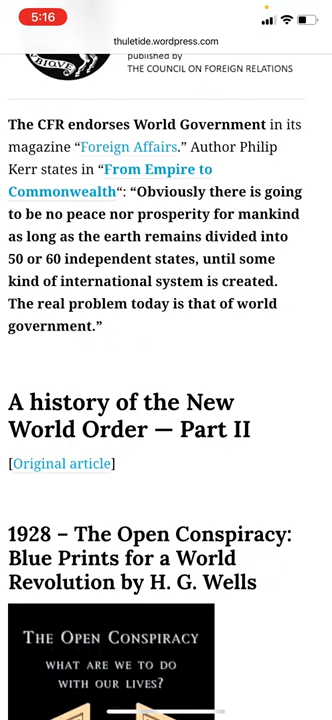 5:16
thuletide.wordpress.com
BIQVE
published by
THE COUNCIL ON FOREIGN RELATIONS
The CFR endorses World Government in its
magazine “Foreign Affairs.” Author Philip
Kerr states in “From Empire to
Commonwealth“: “Obviously there is going
to be no peace nor prosperity for mankind
as long as the earth remains divided into
50 or 60 independent states, until some
kind of international system is created.
The real problem today is that of world
government.”
A history of the New
World Order — Part II
[Original article]
1928 – The Open Conspiracy:
Blue Prints for a World
Revolution by H. G. Wells
THE OPEN CONSPIRACY
WHAT ARE WE TO DO
WITH OUR LIVES?